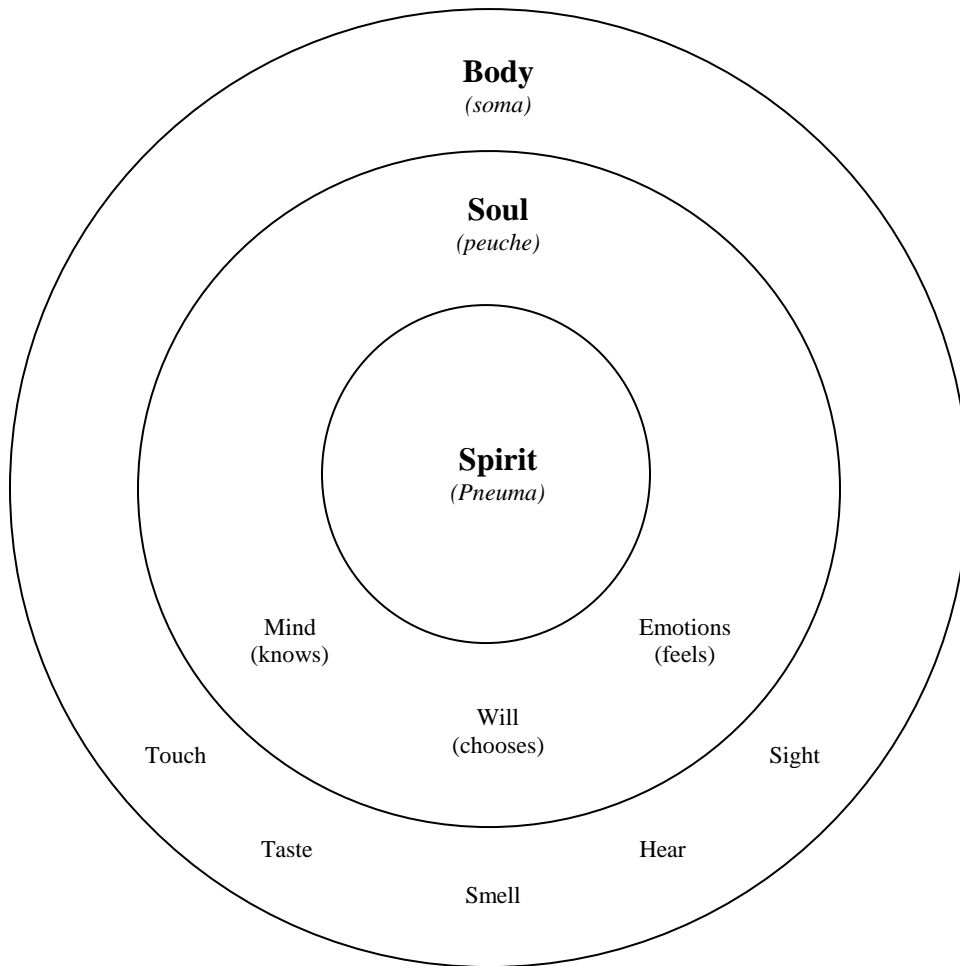 Body
(soma)
Soul
(peuche)
Spirit
(Pneuma)
Mind
(knows)
Emotions
(feels)
Will
(chooses)
Touch
Sight
Taste
Hear
Smell